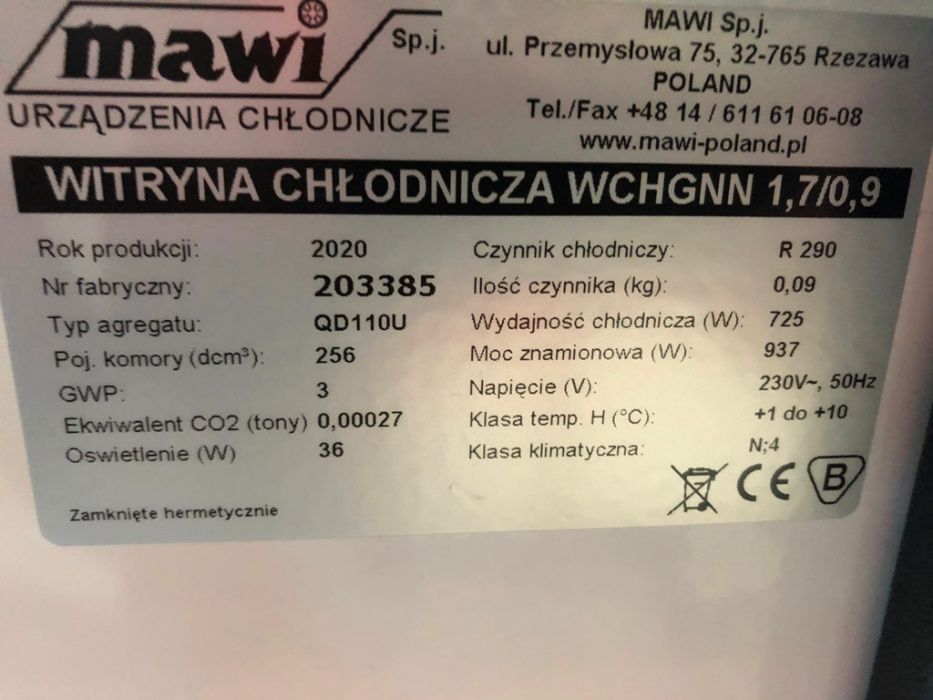 mawi Sp.j.
URZĄDZENIA CHŁODNICZE
MAWI Sp.j.
ul. Przemysłowa 75, 32-765 Rzezawa
POLAND
Tel./Fax +48 14 / 611 61 06-08
www.mawi-poland.pl
WITRYNA CHŁODNICZA WCHGNN 1,7/0,9
Rok produkcji: 2020
Nr fabryczny: 203385
Typ agregatu: QD110U
Poj. komory (dcm³): 256
GWP: 3
Ekwiwalent CO2 (tony) 0,00027
Oswietlenie (W) 36
Czynnik chłodniczy: R 290
Ilość czynnika (kg): 0,09
Wydajność chłodnicza (W): 725
Moc znamionowa (W): 937
Napięcie (V): 230V~, 50Hz
Klasa temp. H (°C): +1 do +10
Klasa klimatyczna: N;4
CE B
Zamknięte hermetycznie